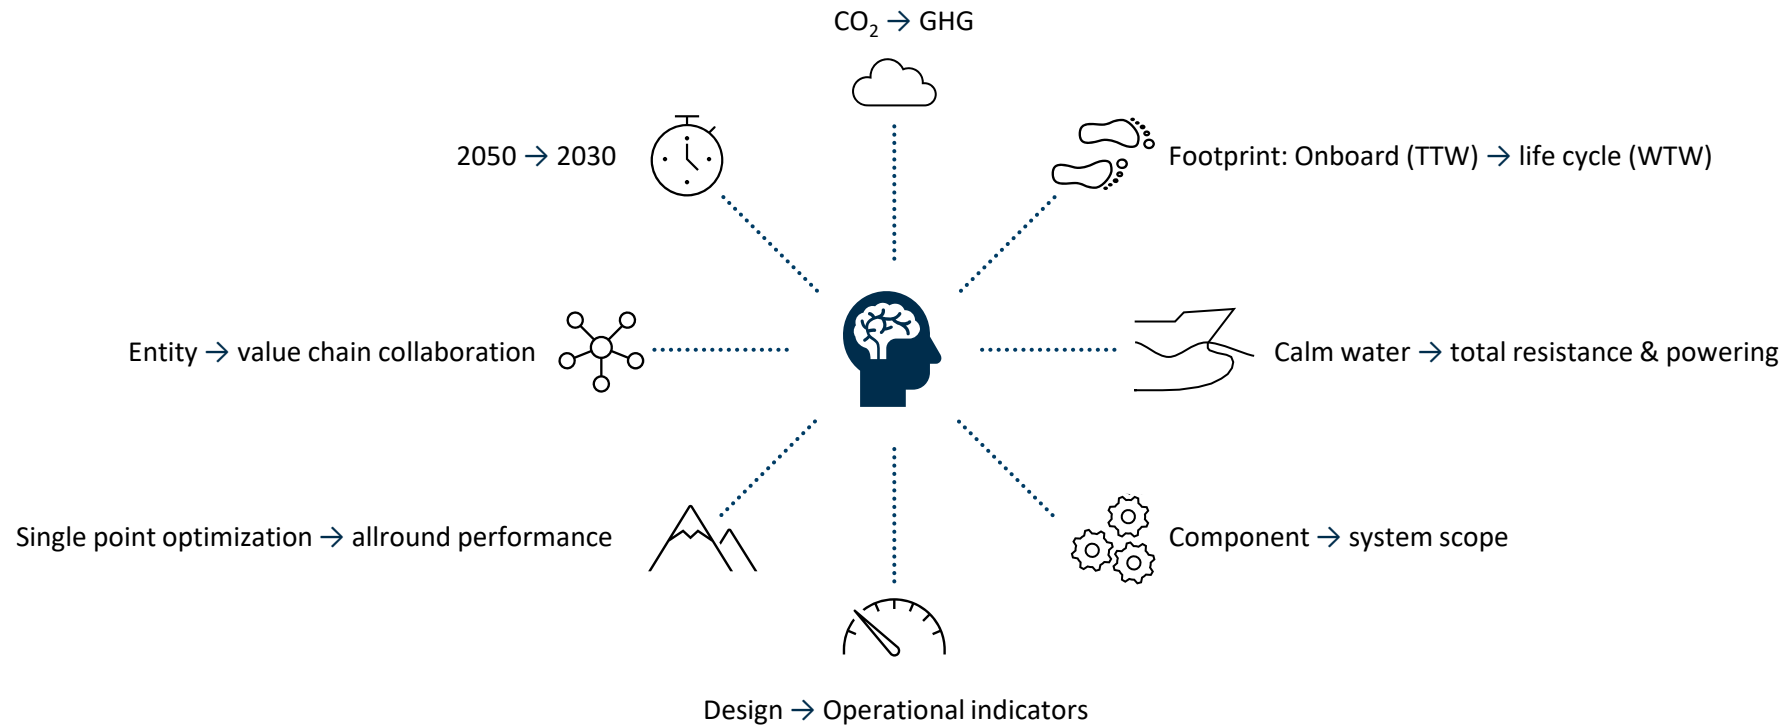 CO₂ → GHG
2050 → 2030
Footprint: Onboard (TTW) → life cycle (WTW)
Entity → value chain collaboration
Calm water → total resistance & powering
Single point optimization → allround performance
Component → system scope
Design → Operational indicators